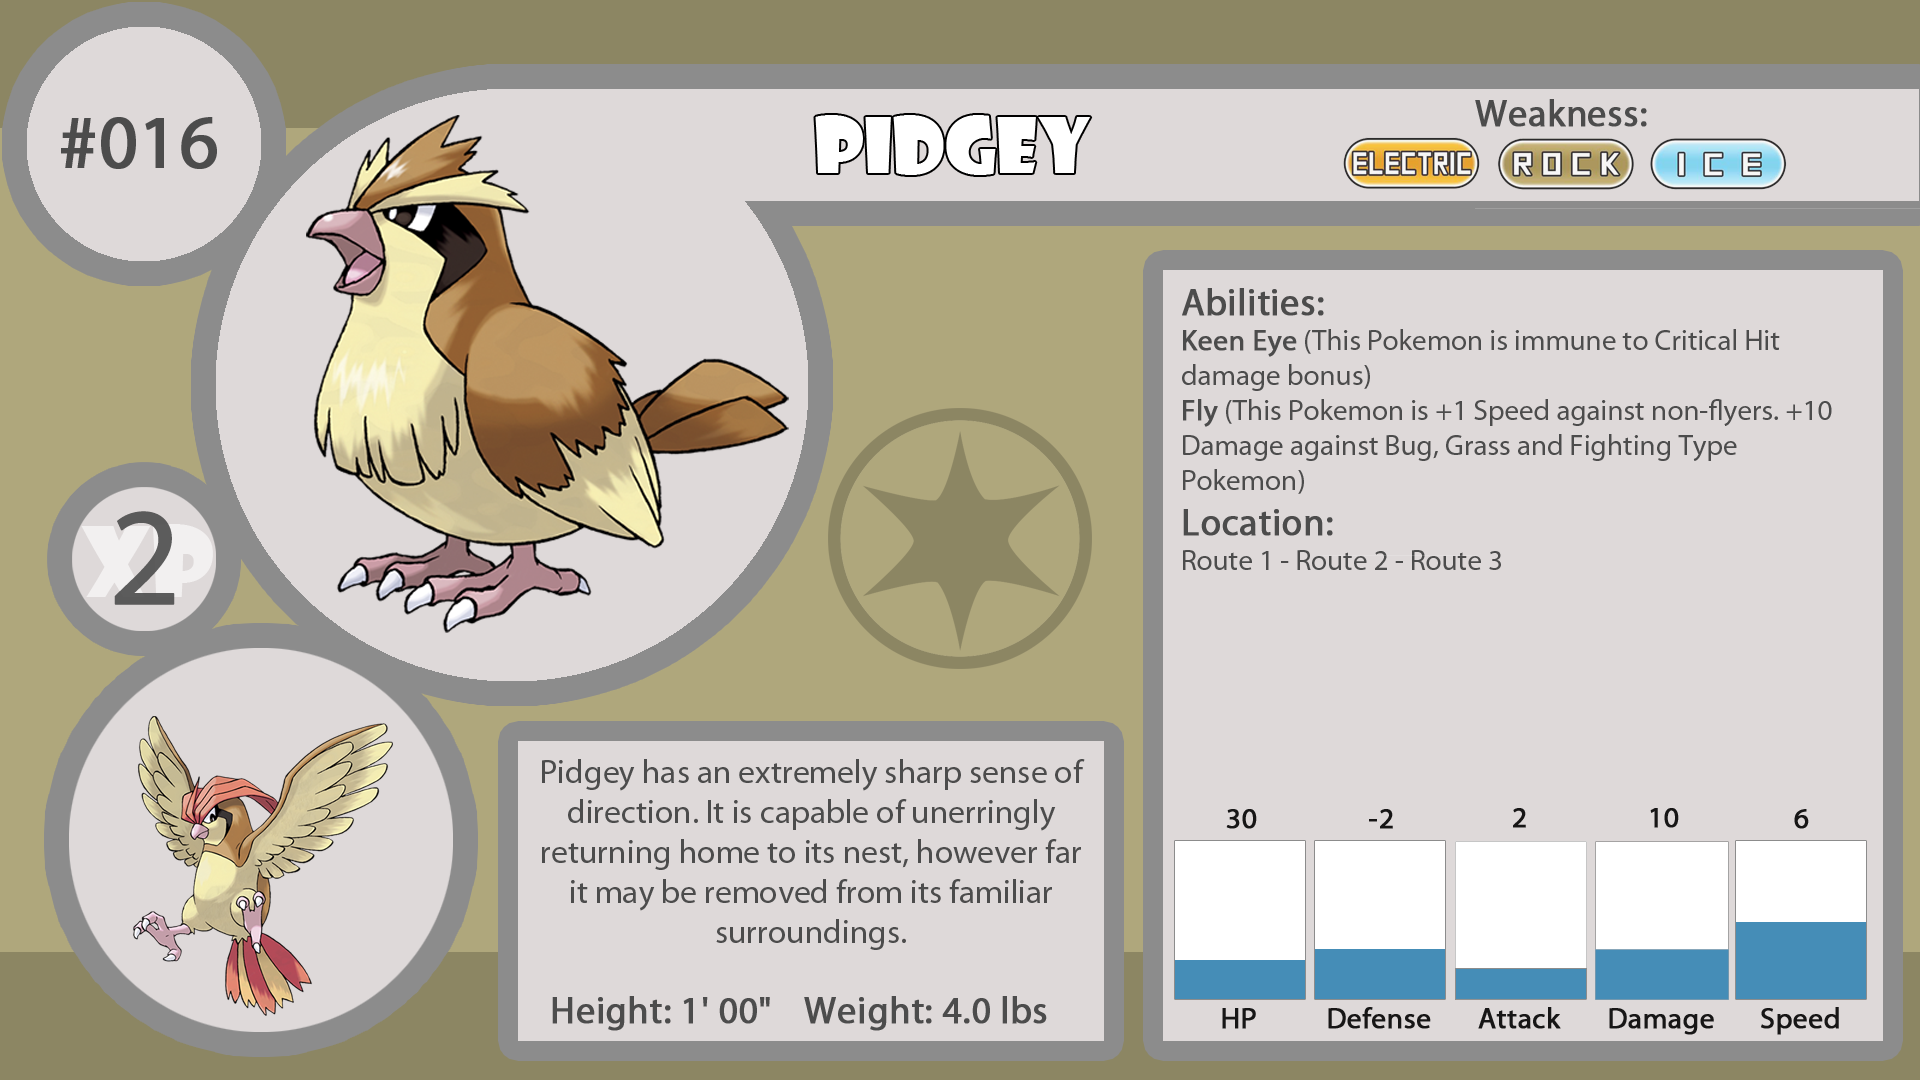 #016
PIDGEY
Weakness:
ELECTRIC ROCK ICE
XP
2
Abilities:
Keen Eye (This Pokemon is immune to Critical Hit
damage bonus)
Fly (This Pokemon is +1 Speed against non-flyers. +10
Damage against Bug, Grass and Fighting Type
Pokemon)
Location:
Route 1 - Route 2 - Route 3
30 -2 2 10 6
HP Defense Attack Damage Speed
Pidgey has an extremely sharp sense of
direction. It is capable of unerringly
returning home to its nest, however far
it may be removed from its familiar
surroundings.
Height: 1' 00" Weight: 4.0 lbs